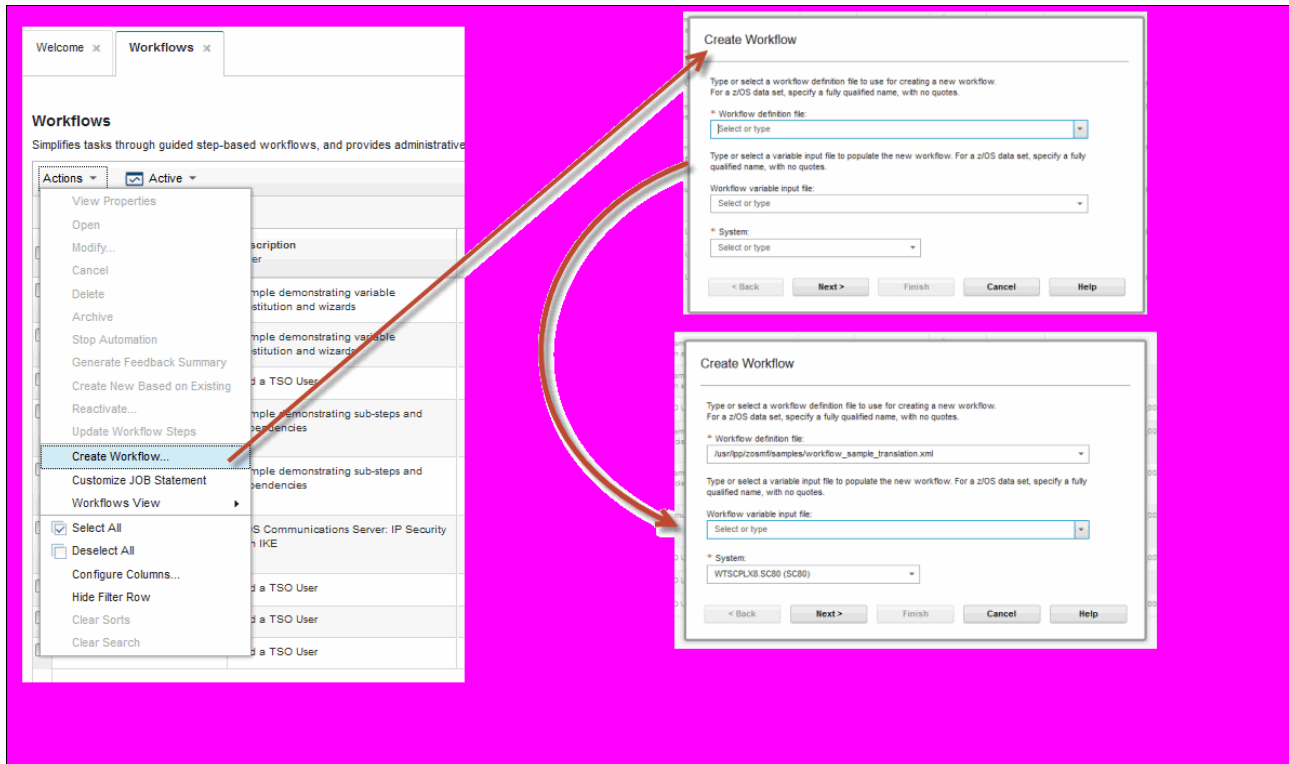 Welcome ×
Workflows ×
Workflows
Simplifies tasks through guided step-based workflows, and provides administrative
Actions
Active
View Properties
Open
Modify...
Cancel
Delete
Archive
Stop Automation
Generate Feedback Summary
Create New Based on Existing
Reactivate...
Update Workflow Steps
Create Workflow...
Customize JOB Statement
Workflows View
Select All
Deselect All
Configure Columns...
Hide Filter Row
Clear Sorts
Clear Search
scription
er
mple demonstrating variable
stitution and wizards
mple demonstrating variable
stitution and wizards
d a TSO User
mple demonstrating sub-steps and
pendencies
mple demonstrating sub-steps and
pendencies
S Communications Server: IP Security
IKE
d a TSO User
d a TSO User
d a TSO User
Create Workflow
Type or select a workflow definition file to use for creating a new workflow.
For a z/OS data set, specify a fully qualified name, with no quotes.
* Workflow definition file:
Select or type
Type or select a variable input file to populate the new workflow. For a z/OS data set, specify a fully
qualified name, with no quotes.
Workflow variable input file:
Select or type
* System:
Select or type
< Back Next > Finish Cancel Help
Create Workflow
Type or select a workflow definition file to use for creating a new workflow.
For a z/OS data set, specify a fully qualified name, with no quotes.
* Workflow definition file:
/usr/lpp/zosmf/samples/workflow_sample_translation.xml
Type or select a variable input file to populate the new workflow. For a z/OS data set, specify a fully
qualified name, with no quotes.
Workflow variable input file:
Select or type
* System:
WTSCPLX8.SC80 (SC80)
< Back Next > Finish Cancel Help